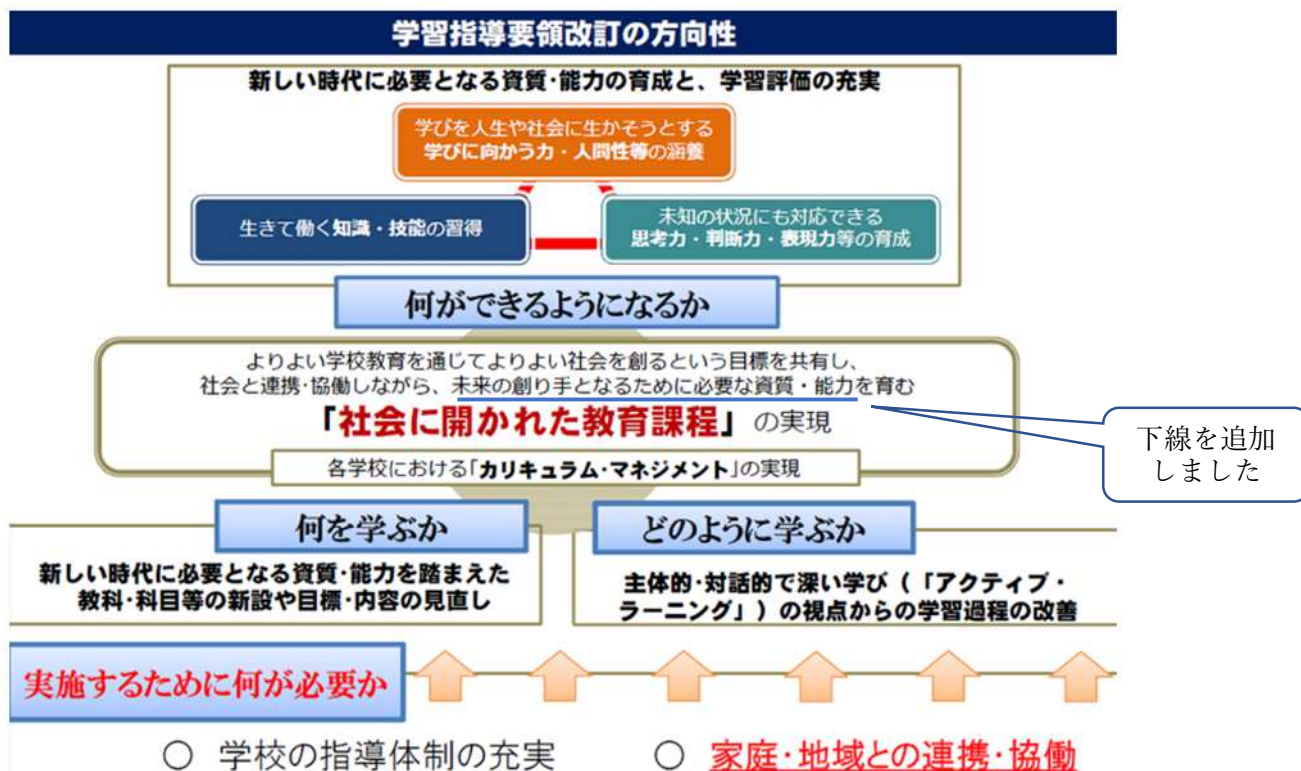 学習指導要領改訂の方向性
新しい時代に必要となる資質・能力の育成と、学習評価の充実
学びを人生や社会に生かそうとする
学びに向かう力・人間性等の涵養
生きて働く知識・技能の習得
未知の状況にも対応できる
思考力・判断力・表現力等の育成
何ができるようになるか
よりよい学校教育を通じてよりよい社会を創るという目標を共有し、
社会と連携・協働しながら、未来の創り手となるために必要な資質・能力を育む
「社会に開かれた教育課程」の実現
各学校における「カリキュラム・マネジメント」の実現
下線を追加
しました
何を学ぶか
新しい時代に必要となる資質・能力を踏まえた
教科・科目等の新設や目標・内容の見直し
どのように学ぶか
主体的・対話的で深い学び（「アクティブ・
ラーニング」）の視点からの学習過程の改善
実施するために何が必要か
○ 学校の指導体制の充実
○ 家庭・地域との連携・協働